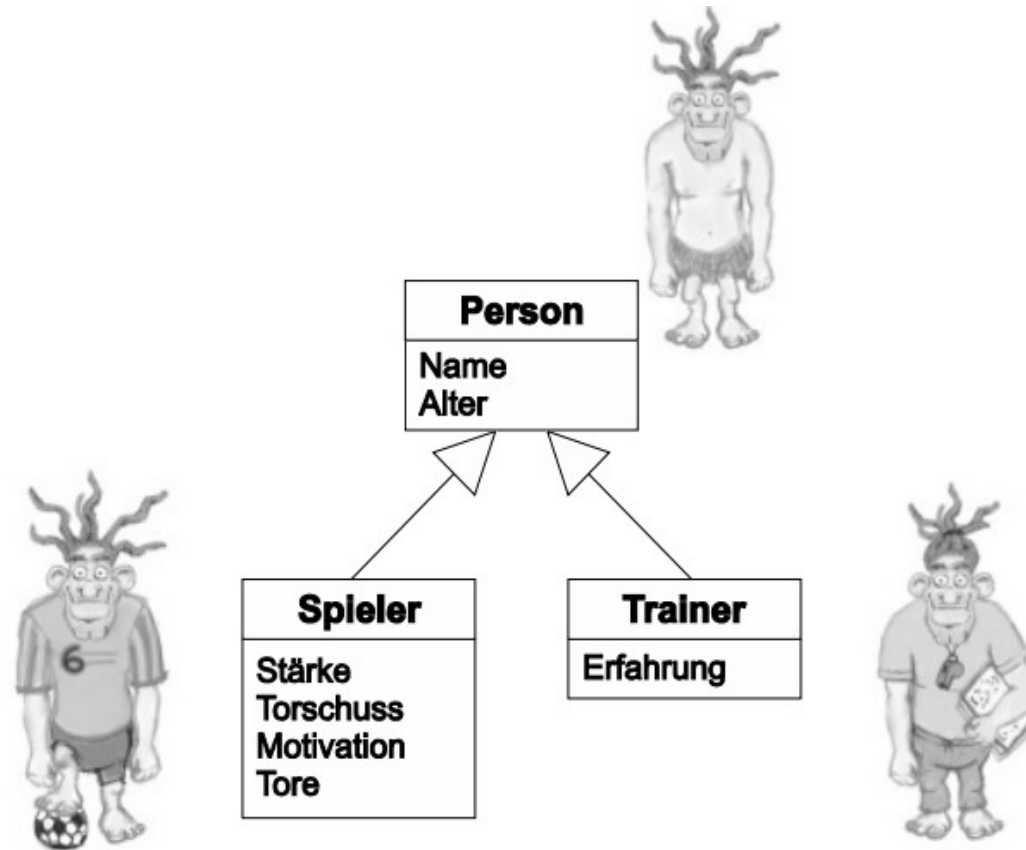 Person
Name
Alter
Spieler
Stärke
Torschuss
Motivation
Tore
Trainer
Erfahrung
6